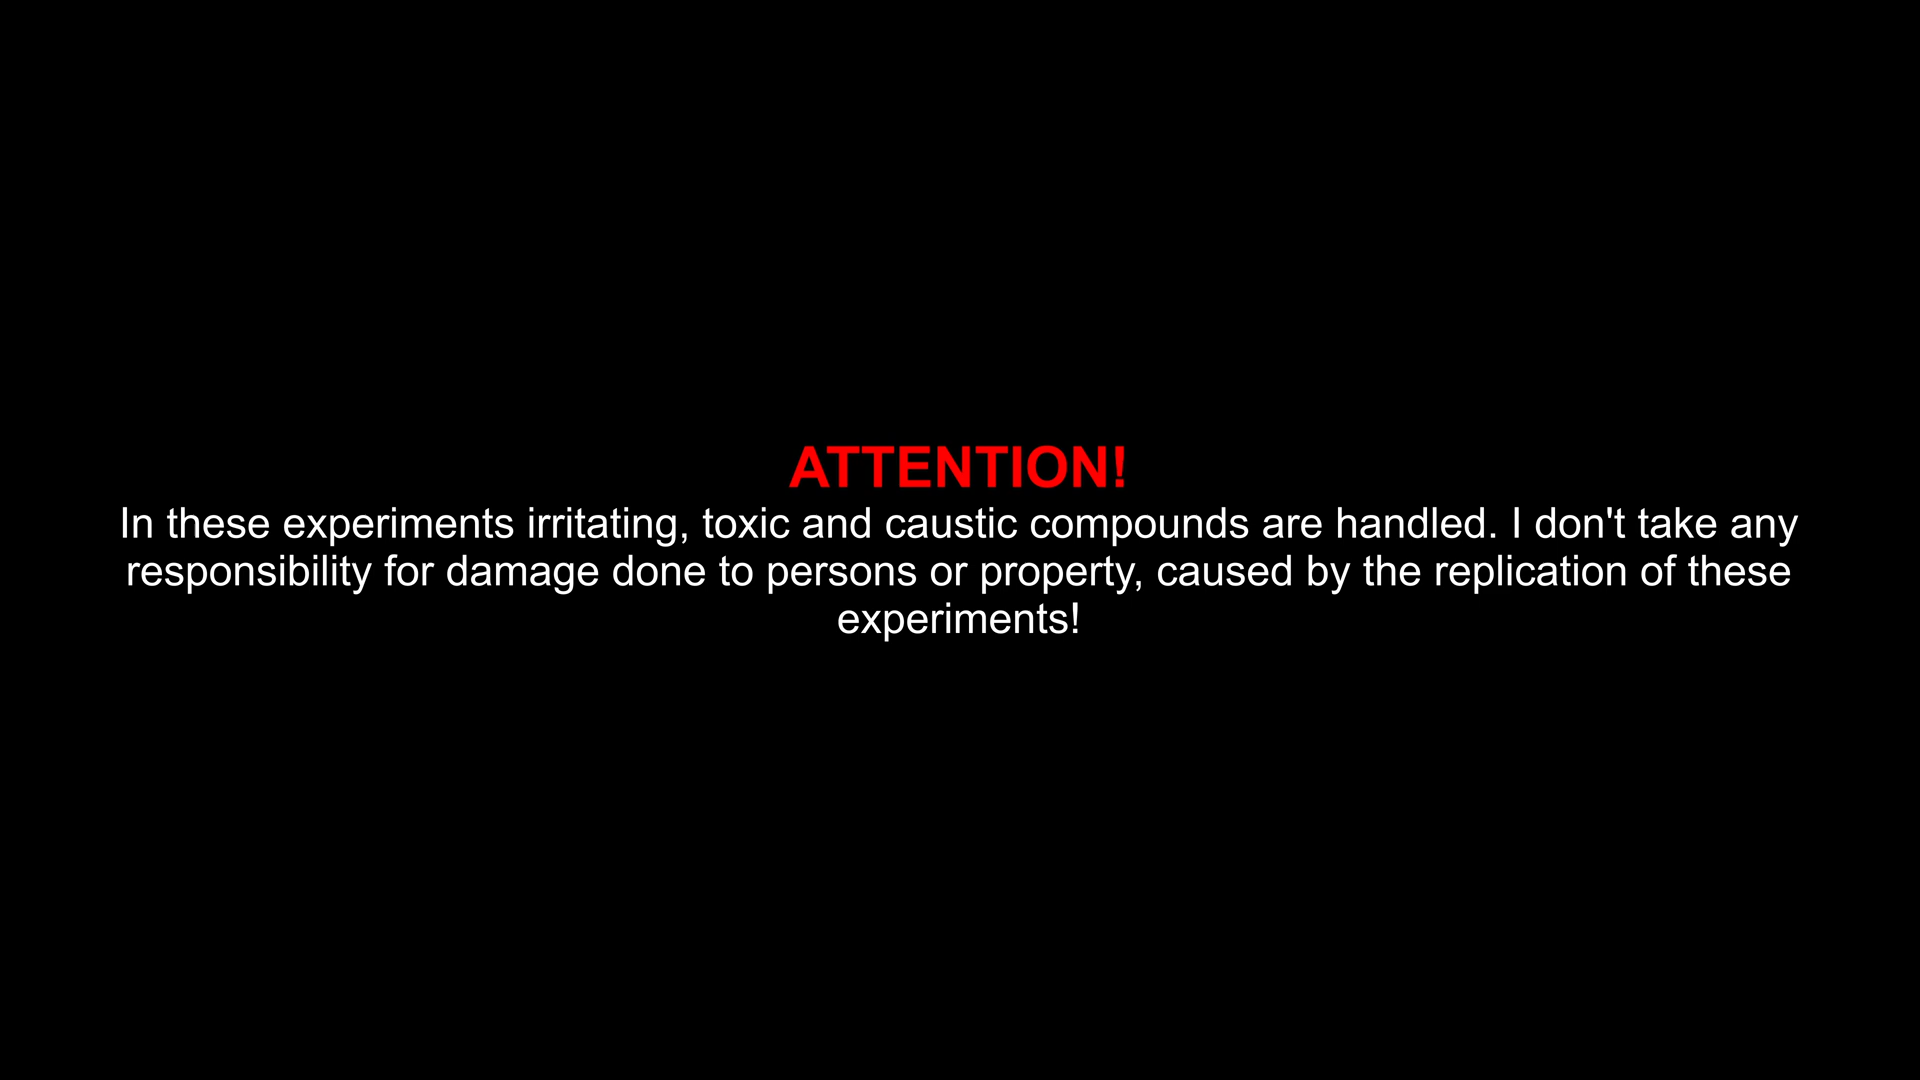 ATTENTION!
In these experiments irritating, toxic and caustic compounds are handled. I don't take any
responsibility for damage done to persons or property, caused by the replication of these
experiments!